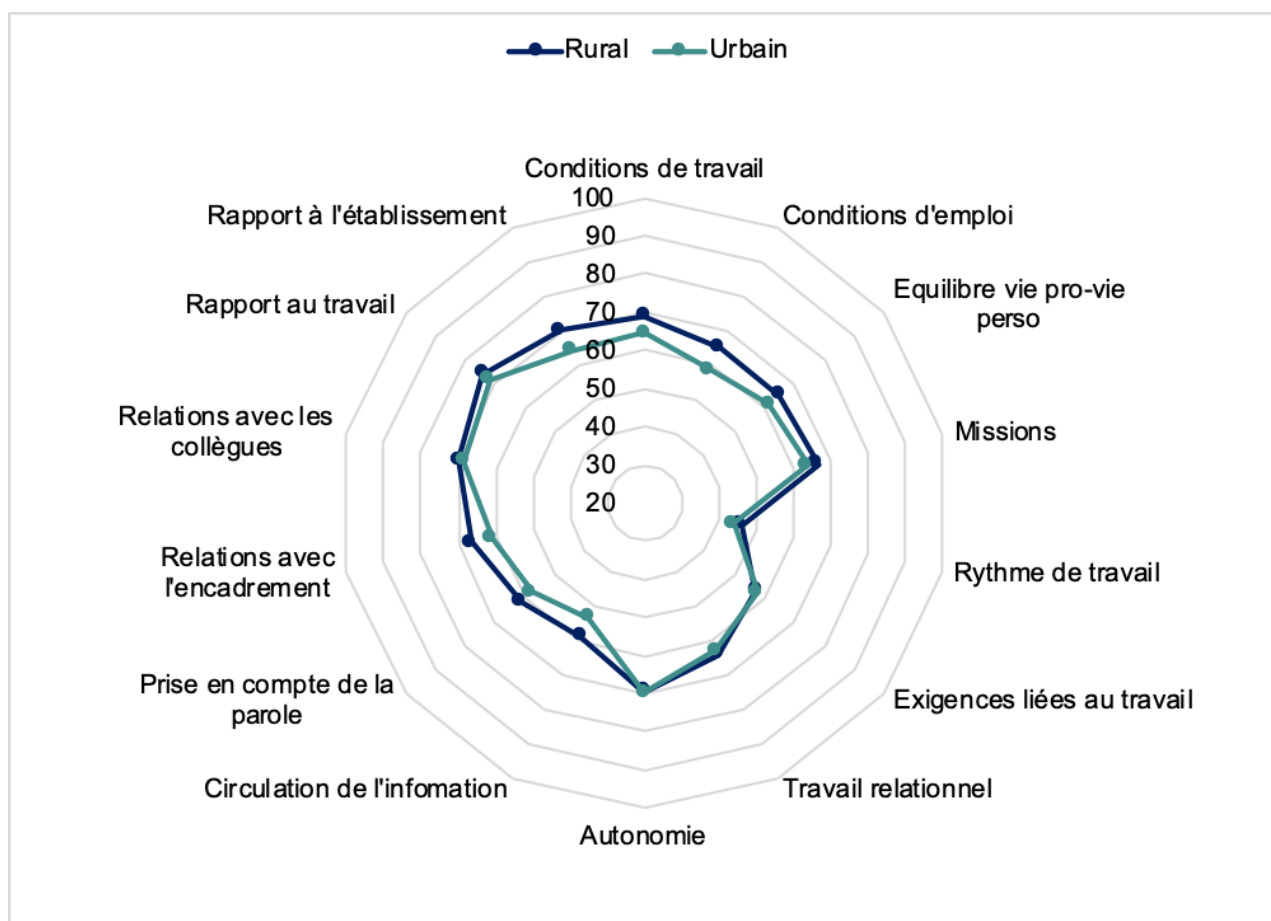 Rural Urbain
Conditions de travail
Conditions d'emploi
Equilibre vie pro-vie
perso
Missions
Rythme de travail
Exigences liées au travail
Travail relationnel
Autonomie
Circulation de l'infomation
Prise en compte de la
parole
Relations avec
l'encadrement
Relations avec les
collègues
Rapport au travail
Rapport à l'établissement
100
90
80
70
60
50
40
30
20